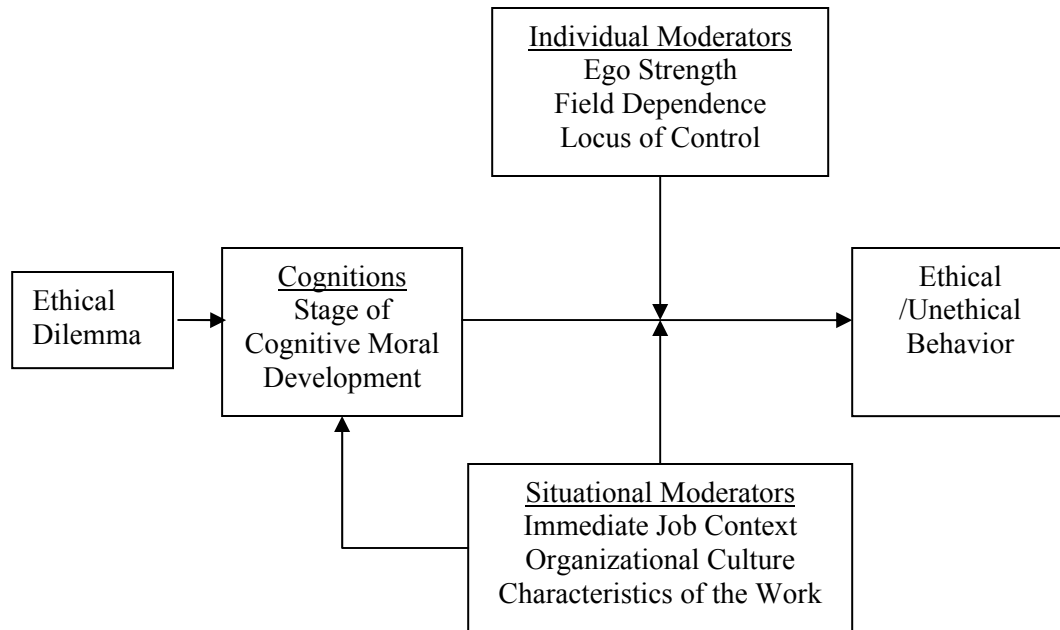 Individual Moderators
Ego Strength
Field Dependence
Locus of Control
Ethical
Dilemma
Cognitions
Stage of
Cognitive Moral
Development
Ethical
/Unethical
Behavior
Situational Moderators
Immediate Job Context
Organizational Culture
Characteristics of the Work